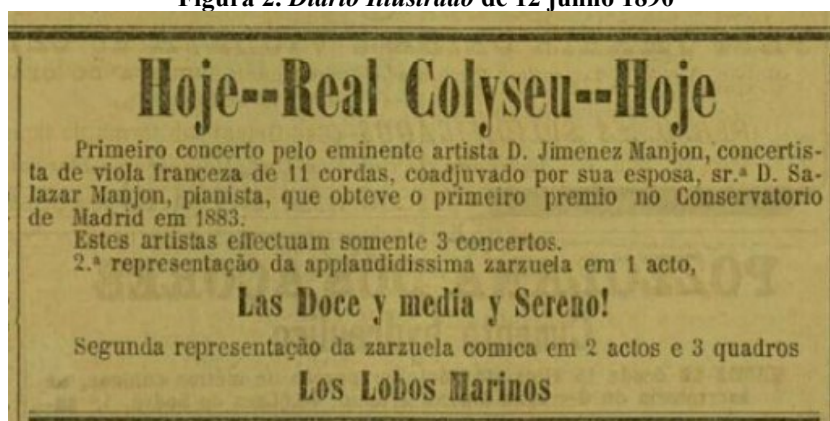 Figura 2. Diário Illustrado de 12 junho 1890
Hoje--Real Colyseu--Hoje
Primeiro concerto pelo eminente artista D. Jimenez Manjon, concertis-
ta de viola franceza de 11 cordas, coadjuvado por sua esposa, sr.ª D. Sa-
lazar Manjon, pianista, que obteve o primeiro premio no Conservatorio
de Madrid em 1883.
Estes artistas effectuam somente 3 concertos.
2.ª representação da applaudidissima zarzuela em 1 acto,
Las Doce y media y Sereno!
Segunda representação da zarzuela comica em 2 actos e 3 quadros
Los Lobos Marinos